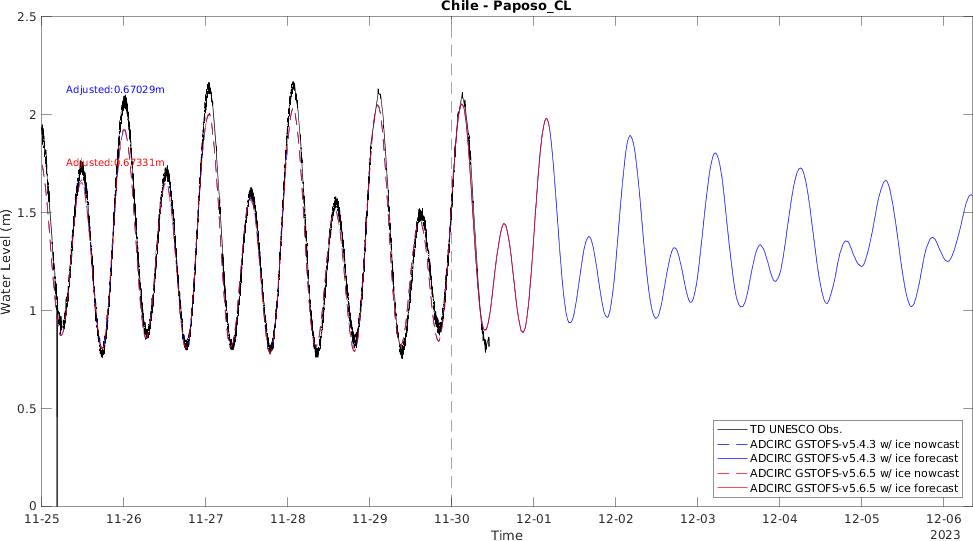 Chile - Paposo_CL
2.5
2
1.5
1
0.5
0
Water Level (m)
Adjusted:0.67029m
Adjusted:0.67331m
TD UNESCO Obs.
ADCIRC GSTOFS-v5.4.3 w/ ice nowcast
ADCIRC GSTOFS-v5.4.3 w/ ice forecast
ADCIRC GSTOFS-v5.6.5 w/ ice nowcast
ADCIRC GSTOFS-v5.6.5 w/ ice forecast
11-25 11-26 11-27 11-28 11-29 11-30 12-01 12-02 12-03 12-04 12-05 12-06
Time
2023